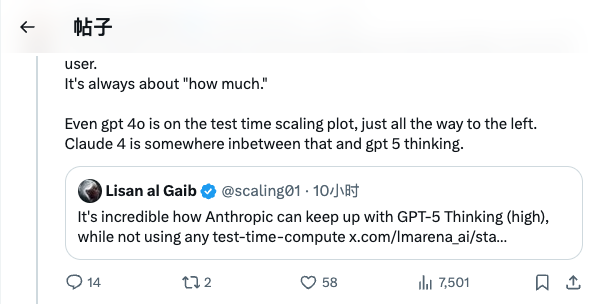 帖子
user.
It's always about "how much."
Even gpt 4o is on the test time scaling plot, just all the way to the left.
Claude 4 is somewhere inbetween that and gpt 5 thinking.
Lisan al Gaib @scaling01 · 10小时
It's incredible how Anthropic can keep up with GPT-5 Thinking (high),
while not using any test-time-compute x.com/lmarena_ai/sta...
14 2 58 7,501